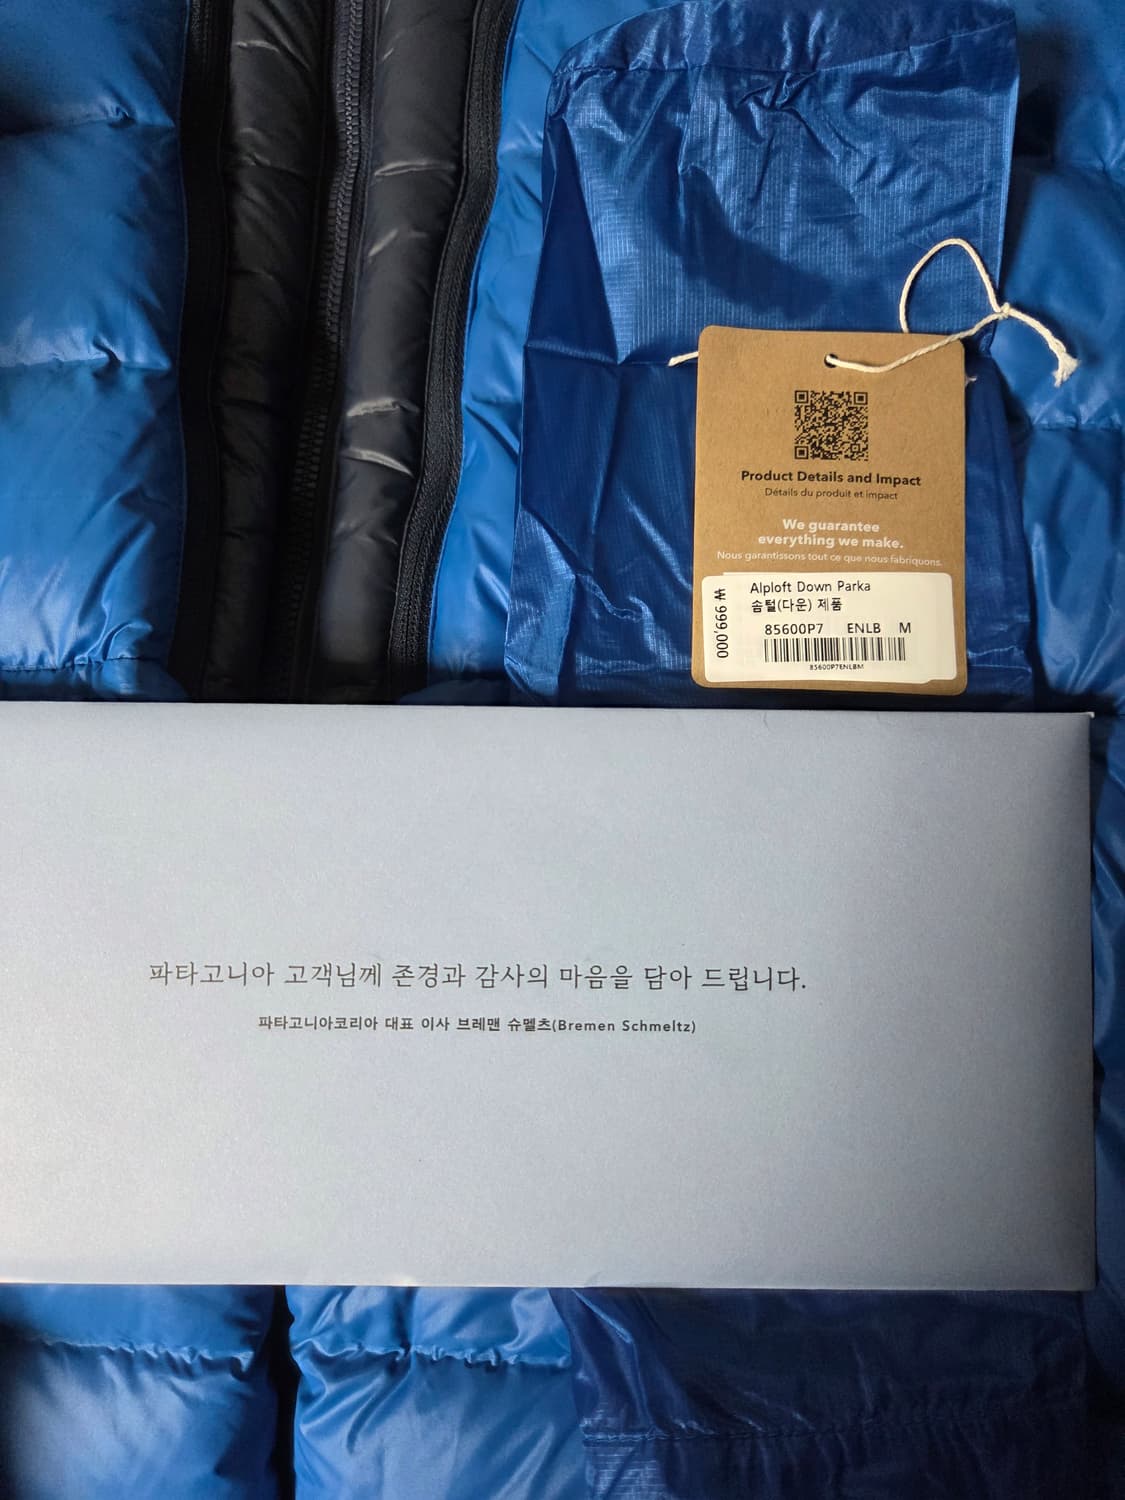 Product Details and Impact
Détails du produit et impact
We guarantee
everything we make.
Nous garantissons tout ce que nous fabriquons.
₩ 999,000
Alploft Down Parka
솜털(다운) 제품
85600P7 ENLB M
85600P7ENLBM
파타고니아 고객님께 존경과 감사의 마음을 담아 드립니다.
파타고니아코리아 대표 이사 브레맨 슈멜츠(Bremen Schmeltz)